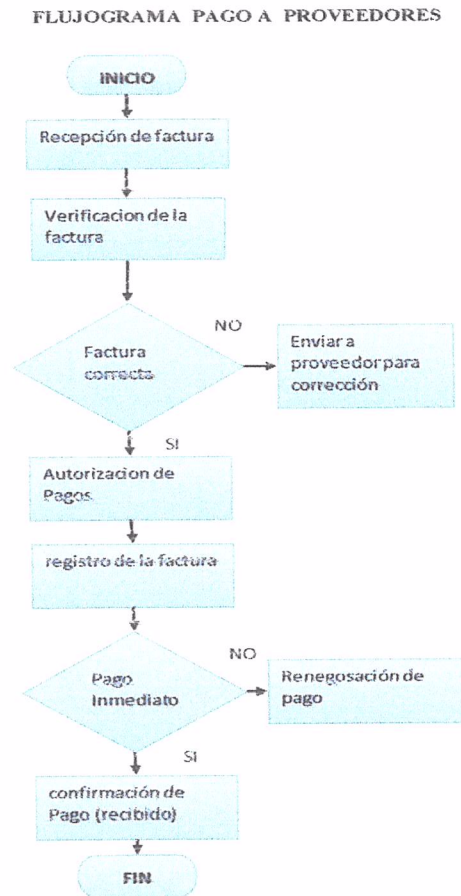 FLUJOGRAMA PAGO A PROVEEDORES
INICIO
Recepción de factura
Verificacion de la
factura
Factura
correcta
NO
Enviar a
proveedor para
corrección
SI
Autorizacion de
Pagos.
registro de la factura
Pago
Inmediato
NO
Renegosación de
pago
SI
confirmación de
Pago (recibido)
FIN